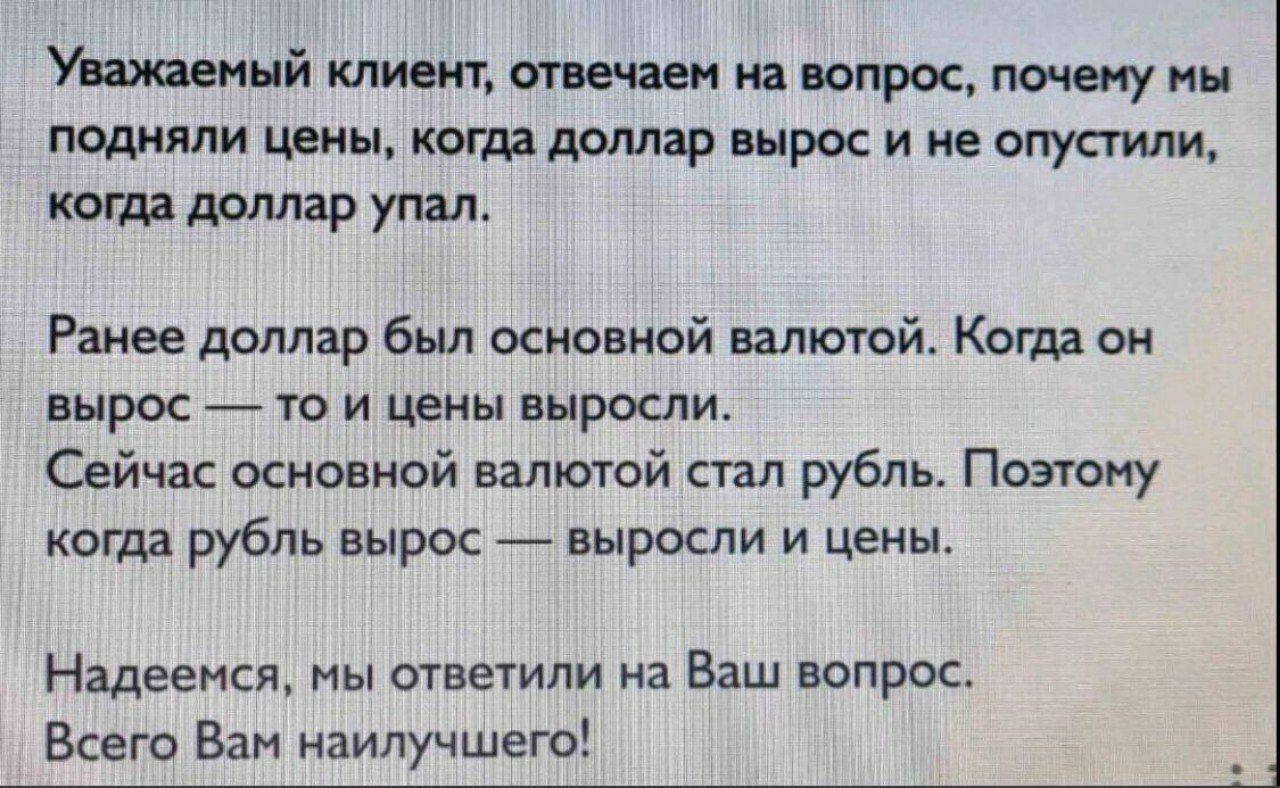 Уважаемый клиент, отвечаем на вопрос, почему мы
подняли цены, когда доллар вырос и не опустили,
когда доллар упал.
Ранее доллар был основной валютой. Когда он
вырос — то и цены выросли.
Сейчас основной валютой стал рубль. Поэтому
когда рубль вырос — выросли и цены.
Надеемся, мы ответили на Ваш вопрос.
Всего Вам наилучшего!